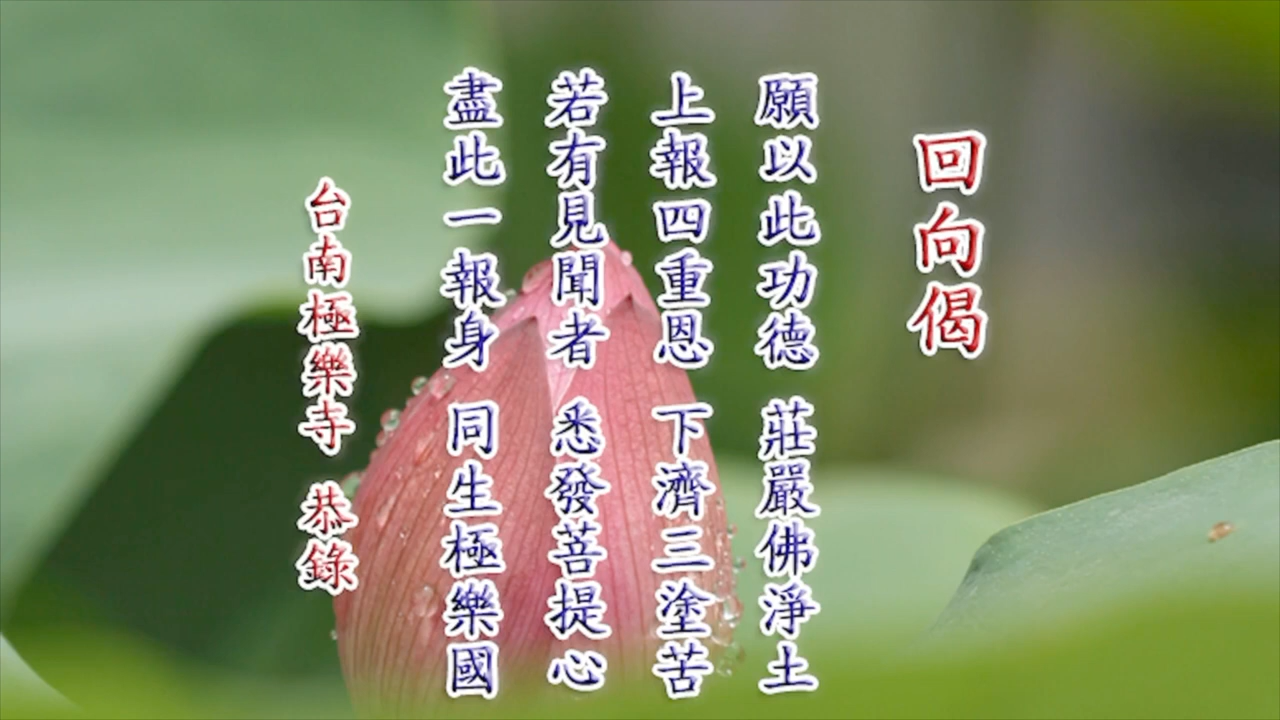 回向偈
願以此功德 莊嚴佛淨土
上報四重恩 下濟三塗苦
若有見聞者 悉發菩提心
盡此一報身 同生極樂國
台南極樂寺 恭錄